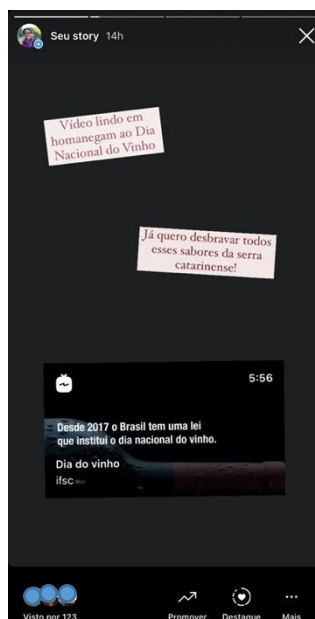 Seu story 14h
Vídeo lindo em
homanegam ao Dia
Nacional do Vinho
Já quero desbravar todos
esses sabores da serra
catarinense!
5:56
Desde 2017 o Brasil tem uma lei
que institui o dia nacional do vinho.
Dia do vinho
ifsc
Visto por 123
Promover
Destaque
Mais